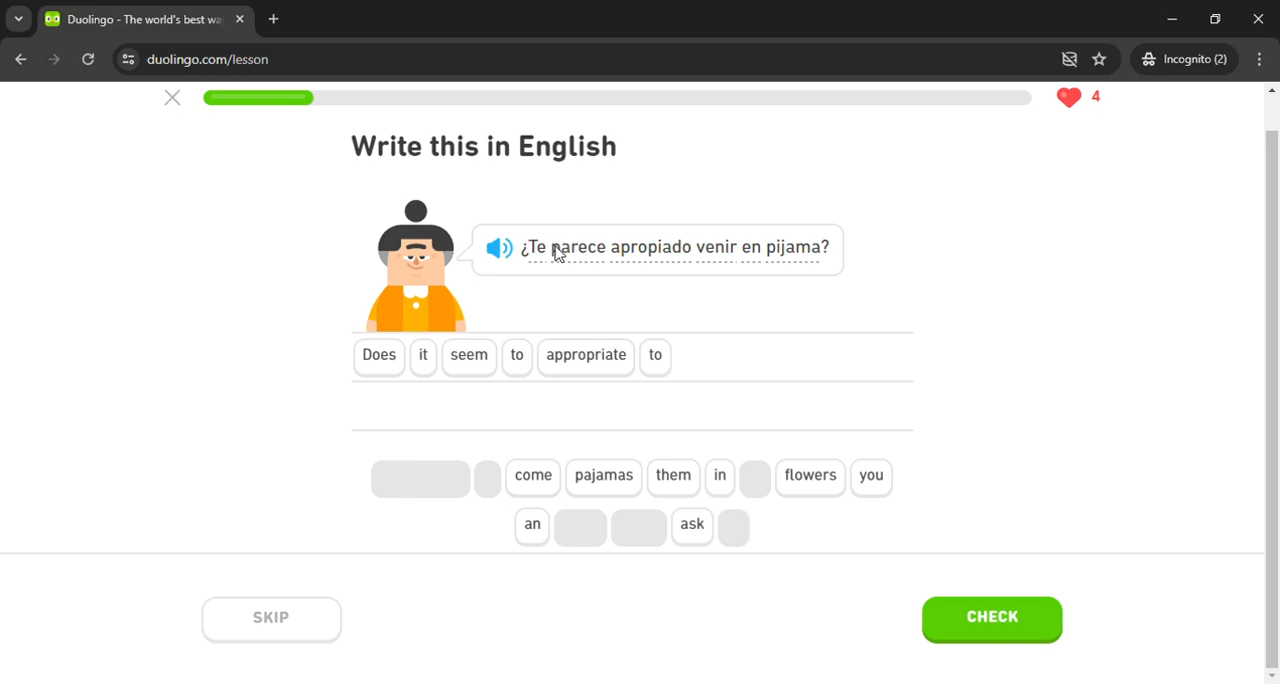 Duolingo - The world's best wa
duolingo.com/lesson
Incognito (2)
4
Write this in English
¿Te parece apropiado venir en pijama?
Does it seem to appropriate to
come pajamas them in flowers you
an ask
SKIP
CHECK